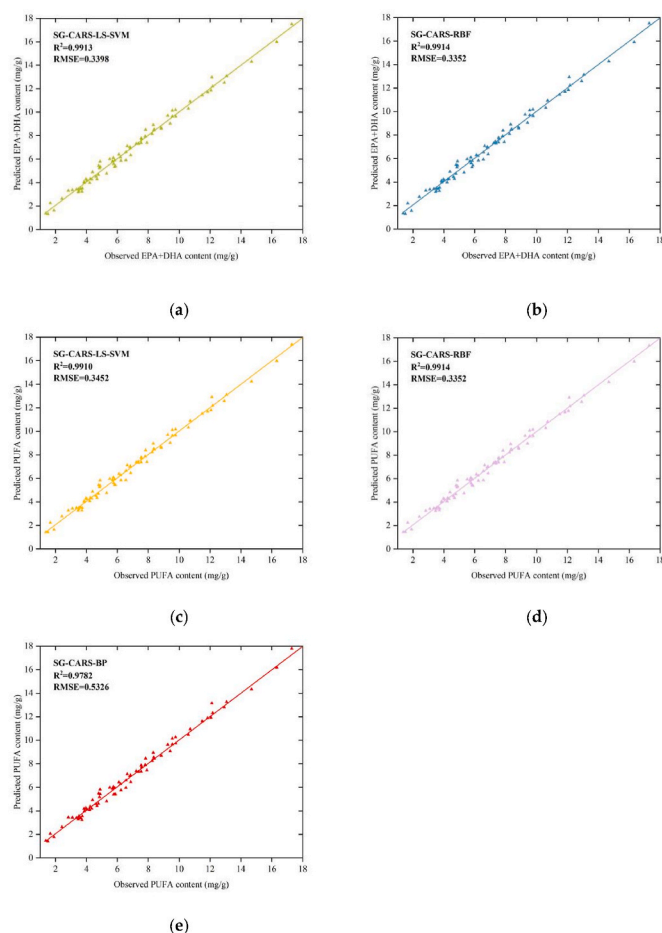 SG-CARS-LS-SVM
R²=0.9913
RMSE=0.3398
18
16
14
12
10
8
6
4
2
0
2 4 6 8 10 12 14 16 18
Predicted EPA+DHA content (mg/g)
Observed EPA+DHA content (mg/g)
(a)
SG-CARS-RBF
R²=0.9914
RMSE=0.3352
18
16
14
12
10
8
6
4
2
0
2 4 6 8 10 12 14 16 18
Predicted EPA+DHA content (mg/g)
Observed EPA+DHA content (mg/g)
(b)
SG-CARS-LS-SVM
R²=0.9910
RMSE=0.3452
18
16
14
12
10
8
6
4
2
0
2 4 6 8 10 12 14 16 18
Predicted PUFA content (mg/g)
Observed PUFA content (mg/g)
(c)
SG-CARS-RBF
R²=0.9914
RMSE=0.3352
18
16
14
12
10
8
6
4
2
0
2 4 6 8 10 12 14 16 18
Predicted PUFA content (mg/g)
Observed PUFA content (mg/g)
(d)
SG-CARS-BP
R²=0.9782
RMSE=0.5326
18
16
14
12
10
8
6
4
2
0
2 4 6 8 10 12 14 16 18
Predicted PUFA content (mg/g)
Observed PUFA content (mg/g)
(e)